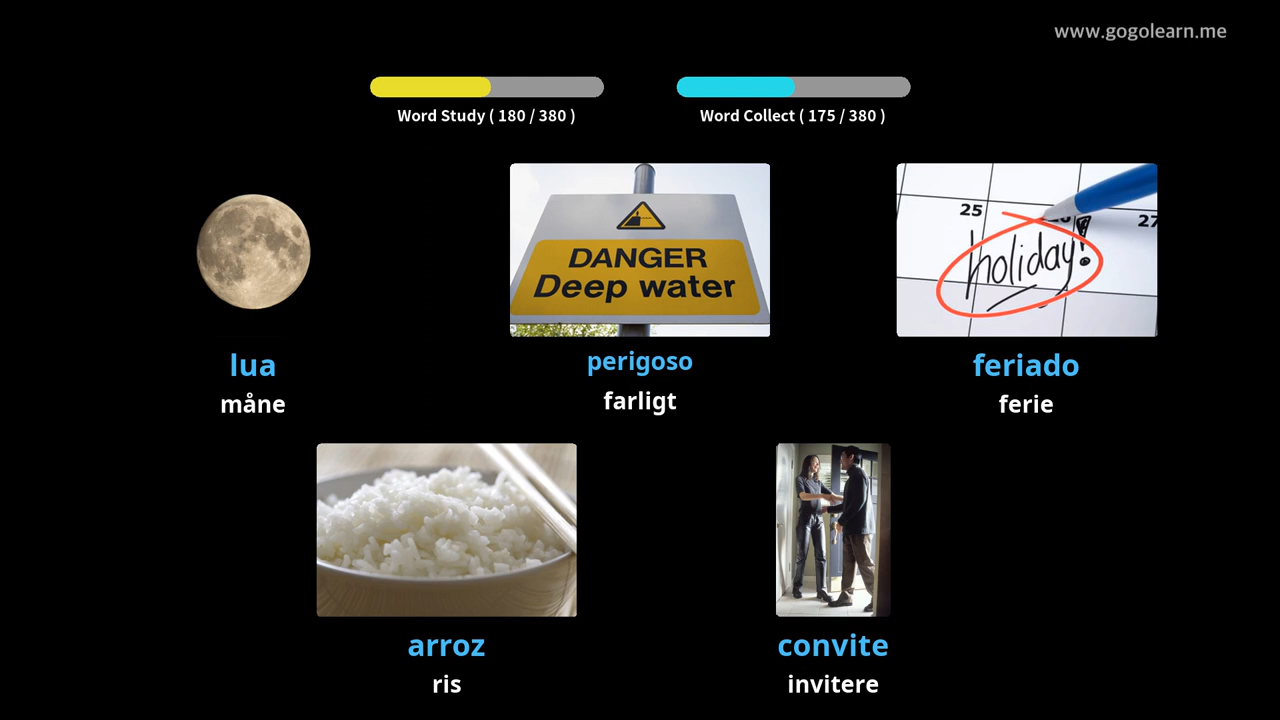 www.gogolearn.me
Word Study ( 180 / 380 )
Word Collect ( 175 / 380 )
DANGER
Deep water
25
27
holiday!
lua
perigoso
feriado
måne
farligt
ferie
arroz
convite
ris
invitere